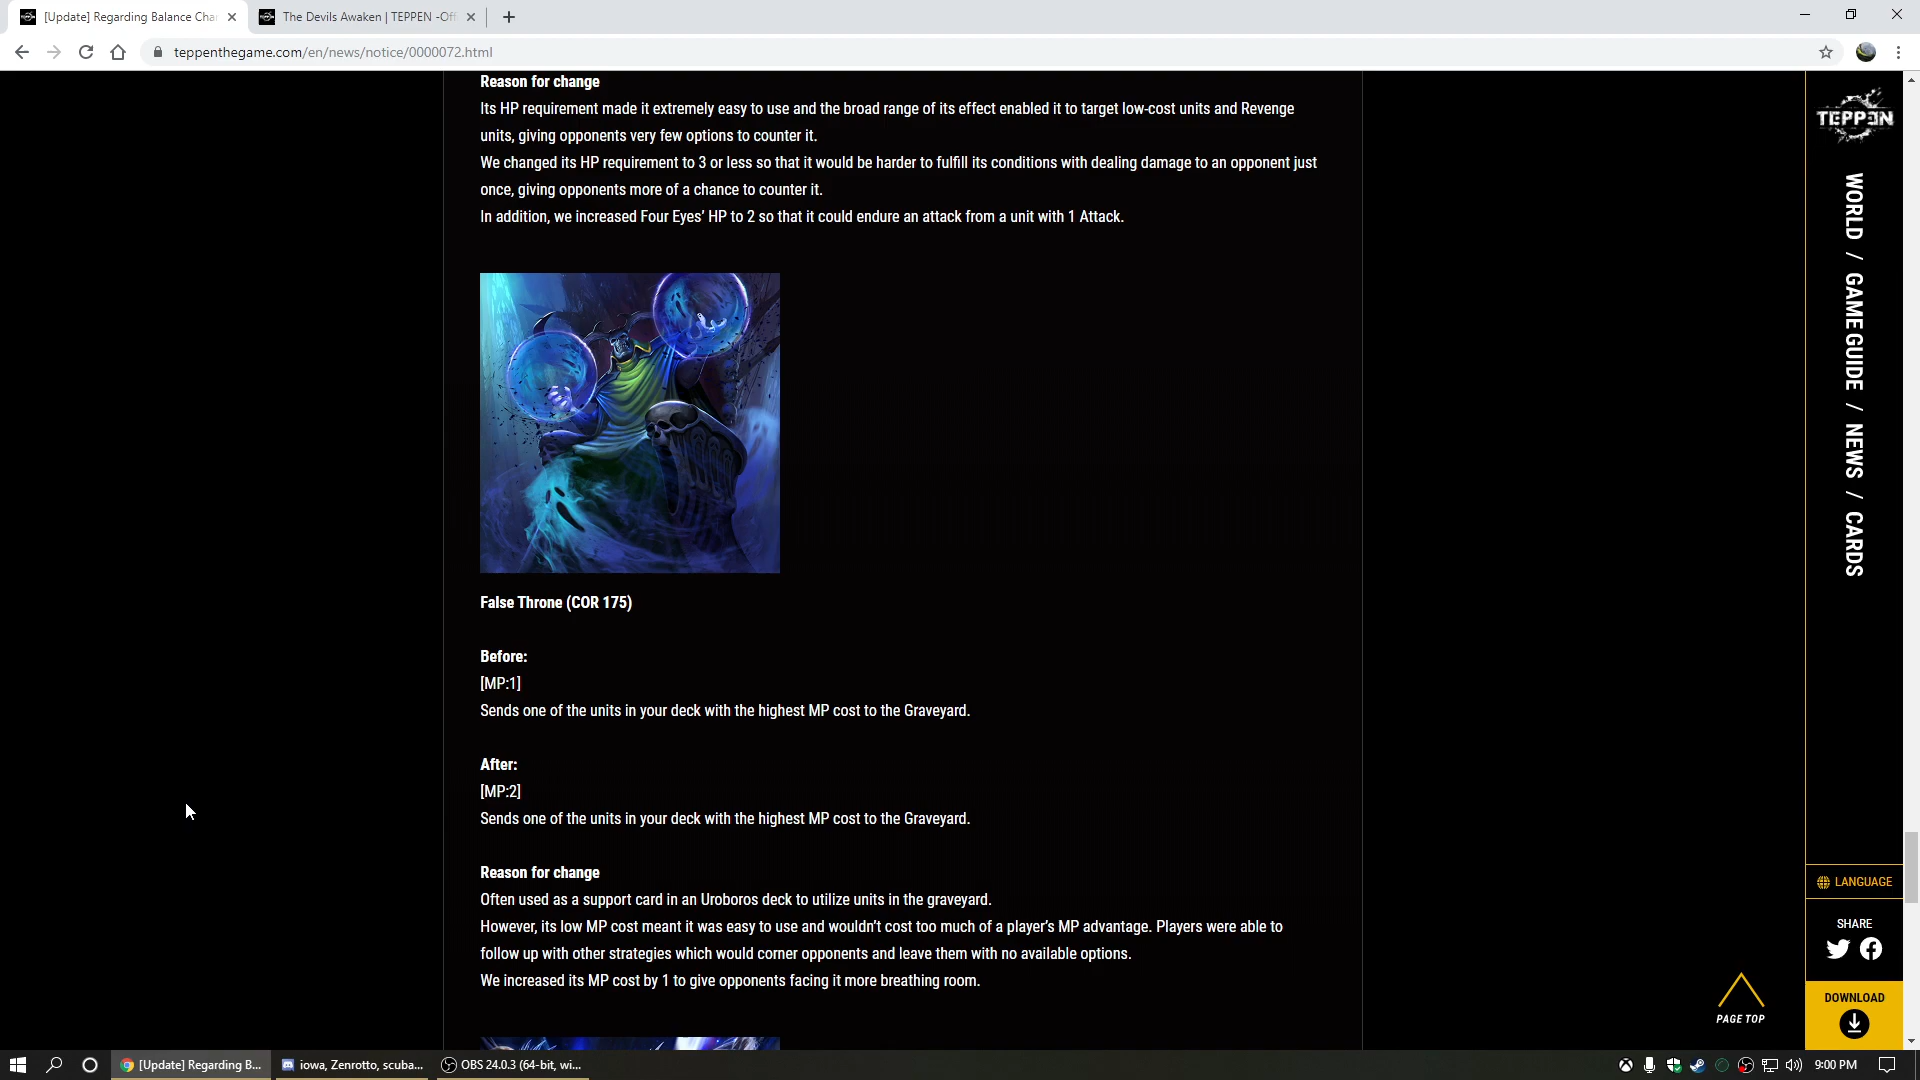 [Update] Regarding Balance Cha
The Devils Awaken | TEPPEN -Off
teppenthegame.com/en/news/notice/0000072.html
Reason for change
Its HP requirement made it extremely easy to use and the broad range of its effect enabled it to target low-cost units and Revenge
units, giving opponents very few options to counter it.
We changed its HP requirement to 3 or less so that it would be harder to fulfill its conditions with dealing damage to an opponent just
once, giving opponents more of a chance to counter it.
In addition, we increased Four Eyes’ HP to 2 so that it could endure an attack from a unit with 1 Attack.
False Throne (COR 175)
Before:
[MP:1]
Sends one of the units in your deck with the highest MP cost to the Graveyard.
After:
[MP:2]
Sends one of the units in your deck with the highest MP cost to the Graveyard.
Reason for change
Often used as a support card in an Uroboros deck to utilize units in the graveyard.
However, its low MP cost meant it was easy to use and wouldn’t cost too much of a player’s MP advantage. Players were able to
follow up with other strategies which would corner opponents and leave them with no available options.
We increased its MP cost by 1 to give opponents facing it more breathing room.
TEPPEN
WORLD / GAME GUIDE / NEWS / CARDS
LANGUAGE
SHARE
PAGE TOP
DOWNLOAD
[Update] Regarding B...
iowa, Zenrotto, scuba...
OBS 24.0.3 (64-bit, wi...
9:00 PM